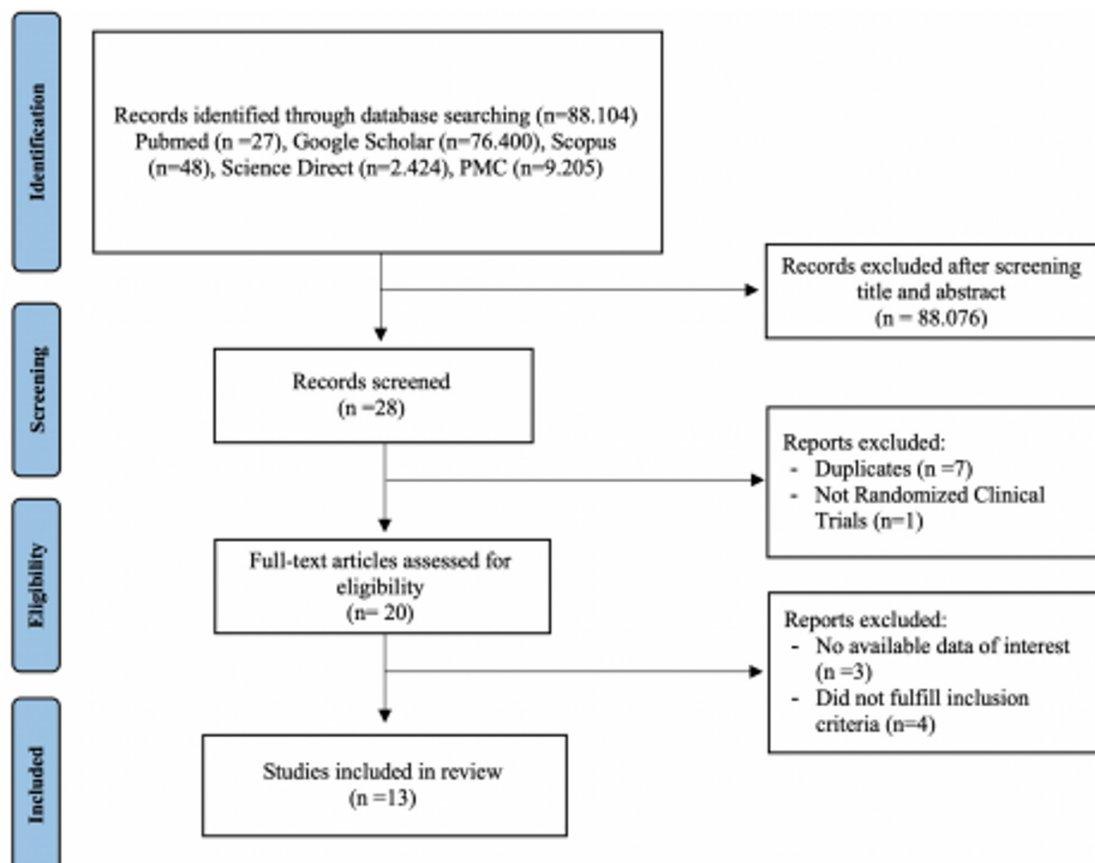 Identification
Records identified through database searching (n=88.104)
Pubmed (n =27), Google Scholar (n=76.400), Scopus
(n=48), Science Direct (n=2.424), PMC (n=9.205)
Records excluded after screening
title and abstract
(n = 88.076)
Screening
Records screened
(n =28)
Reports excluded:
- Duplicates (n =7)
- Not Randomized Clinical
Trials (n=1)
Eligibility
Full-text articles assessed for
eligibility
(n= 20)
Reports excluded:
- No available data of interest
(n =3)
- Did not fulfill inclusion
criteria (n=4)
Included
Studies included in review
(n =13)